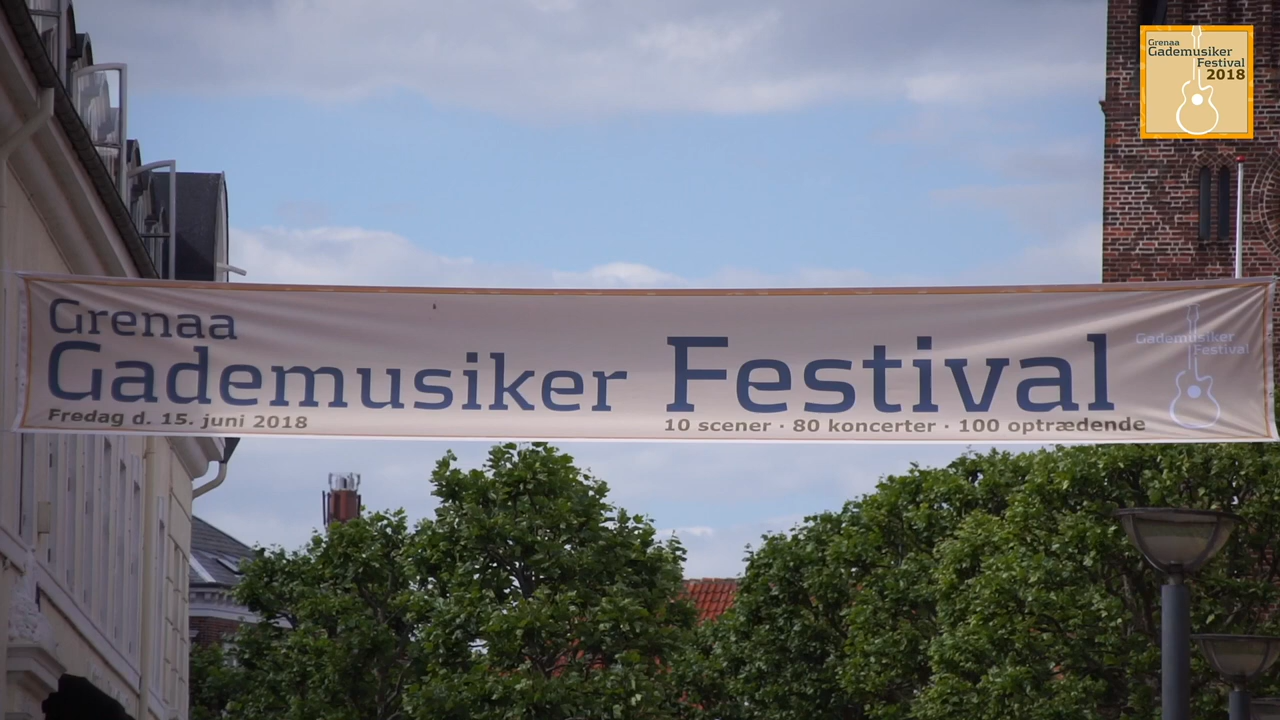 Grenaa
Gademusiker
Festival
2018
Grenaa
Gademusiker Festival
Fredag d. 15. juni 2018
10 scener · 80 koncerter · 100 optrædende
Gademusiker
Festival